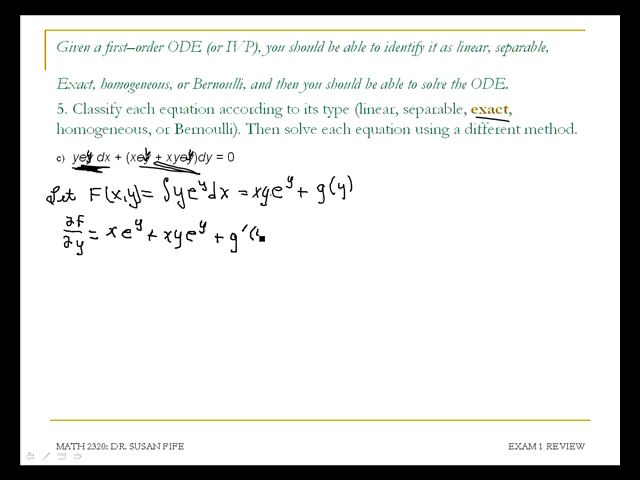 Given a first–order ODE (or IVP), you should be able to identify it as linear, separable,
Exact, homogeneous, or Bernoulli, and then you should be able to solve the ODE.
5. Classify each equation according to its type (linear, separable, exact,
homogeneous, or Bernoulli). Then solve each equation using a different method.
c) ye^y dx + (xe^y + xye^y)dy = 0
Let F(x,y) = ∫ye^y dx = xye^y + g(y)
∂F/∂y = xe^y + xye^y + g'(
MATH 2320: DR. SUSAN FIFE
EXAM 1 REVIEW